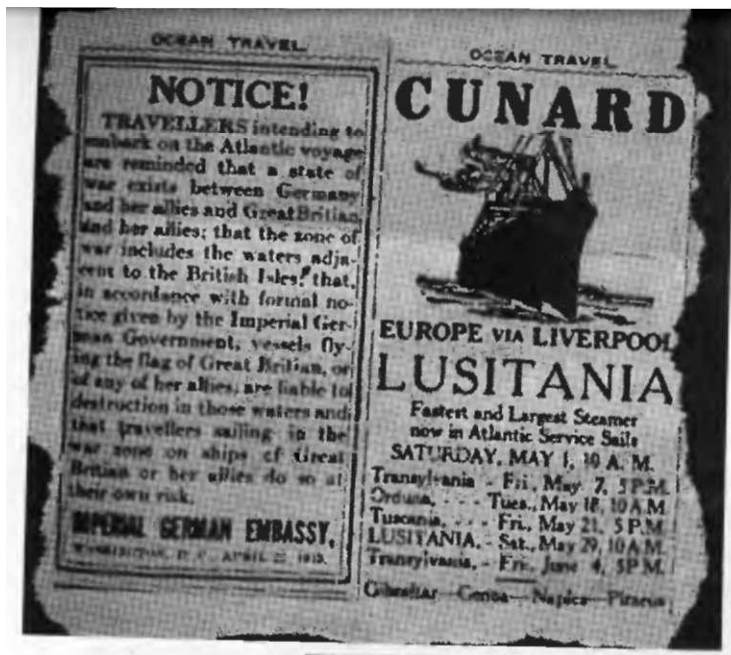 OCEAN TRAVEL
NOTICE!
TRAVELLERS intending to
embark on the Atlantic voyage
are reminded that a state of
war exists between Germany
and her allies and Great Britian
and her allies; that the zone of
war includes the waters adja-
cent to the British Isles; that,
in accordance with formal no-
tice given by the Imperial Ger-
man Government, vessels fly-
ing the flag of Great Britian, or
of any of her allies, are liable to
destruction in those waters and
that travellers sailing in the
war zone on ships of Great
Britian or her allies do so at
their own risk.
IMPERIAL GERMAN EMBASSY,
WASHINGTON, D. C., APRIL 22, 1915.
OCEAN TRAVEL
CUNARD
EUROPE VIA LIVERPOOL
LUSITANIA
Fastest and Largest Steamer
now in Atlantic Service Sails
SATURDAY, MAY 1, 10 A. M.
Transylvania - Fri., May 7, 5 P.M.
Orduna, - - - Tues., May 18, 10 A.M.
Tuscania, - - - Fri., May 21, 5 P.M.
LUSITANIA, - Sat., May 29, 10 A.M.
Transylvania, - Fri., June 4, 5 P.M.
Gibraltar—Genoa—Naples—Piraeus